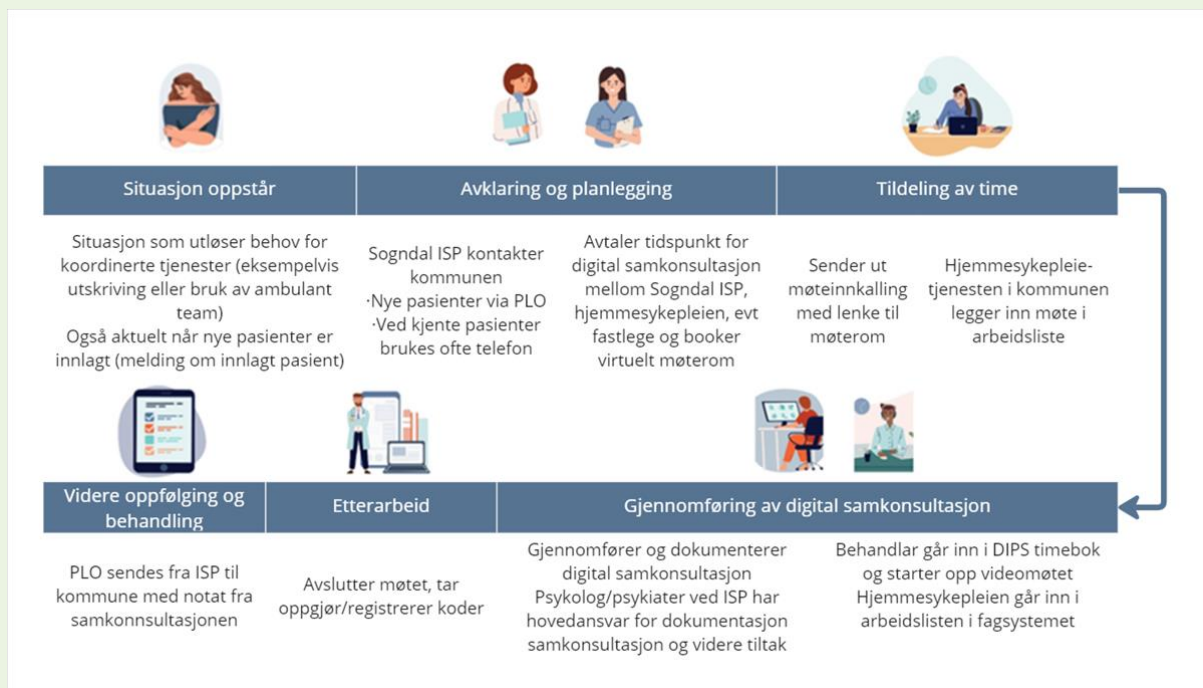 Situasjon oppstår
Avklaring og planlegging
Tildeling av time
Situasjon som utløser behov for
koordinerte tjenester (eksempelvis
utskriving eller bruk av ambulant
team)
Også aktuelt når nye pasienter er
innlagt (melding om innlagt pasient)
Sogndal ISP kontakter
kommunen
·Nye pasienter via PLO
·Ved kjente pasienter
brukes ofte telefon
Avtaler tidspunkt for
digital samkonsultasjon
mellom Sogndal ISP,
hjemmesykepleien, evt
fastlege og booker
virtuelt møterom
Sender ut
møteinnkalling
med lenke til
møterom
Hjemmesykepleie-
tjenesten i kommunen
legger inn møte i
arbeidsliste
Videre oppfølging og
behandling
Etterarbeid
Gjennomføring av digital samkonsultasjon
PLO sendes fra ISP til
kommune med notat fra
samkonnsultasjonen
Avslutter møtet, tar
oppgjør/registrerer koder
Gjennomfører og dokumenterer
digital samkonsultasjon
Psykolog/psykiater ved ISP har
hovedansvar for dokumentasjon
samkonsultasjon og videre tiltak
Behandlar går inn i DIPS timebok
og starter opp videomøtet
Hjemmesykepleien går inn i
arbeidslisten i fagsystemet